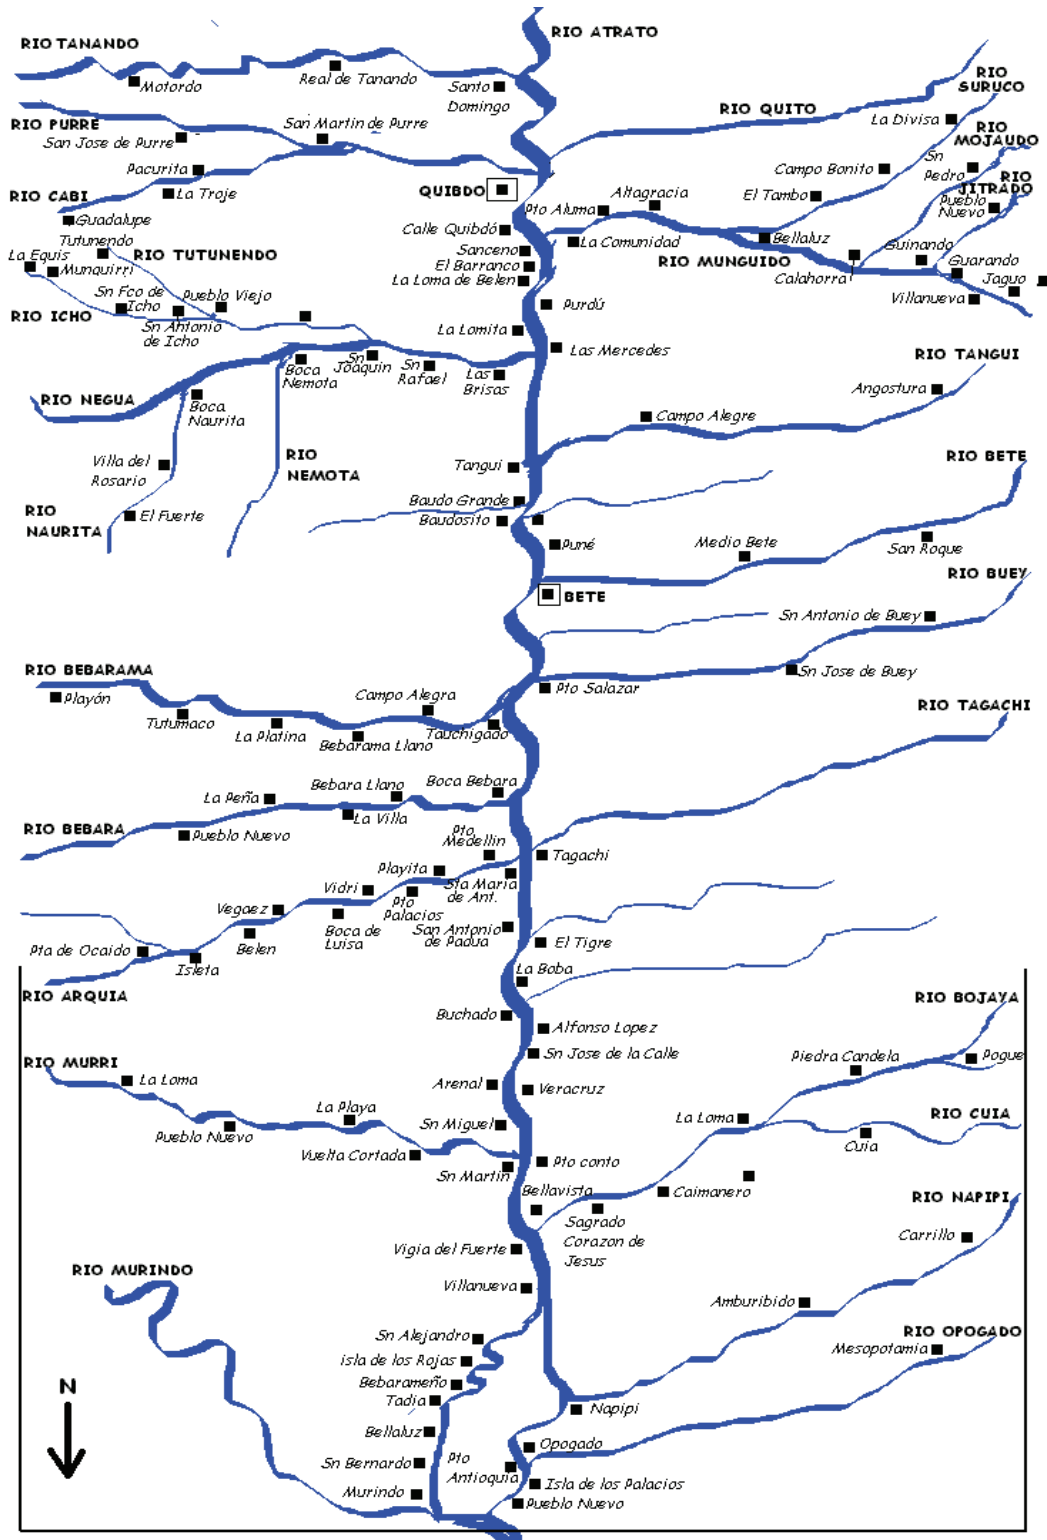 RIO ATRATO
RIO TANANDO
Motordo
Real de Tanando
Santo
Domingo
RIO SURUCO
RIO QUITO
La Divisa
RIO PURRE
San Jose de Purre
San Martin de Purre
RIO MOJAUDO
Pacurita
Campo Bonito
Sn
Pedro
RIO JITRADO
QUIBDO
La Troje
RIO CABI
Guadalupe
Altagracia
El Tambo
Pueblo
Nuevo
Pto Aluma
Calle Quibdó
Tutunendo
La Equis
RIO TUTUNENDO
Sanceno
La Comunidad
Bellaluz
Guinando
Munquirri
El Barranco
RIO MUNGUIDO
Guarando
La Loma de Belen
Calahorra
Jaguo
Sn Fco de
Icho
Pueblo Viejo
Villanueva
Purdú
RIO ICHO
Sn Antonio
de Icho
La Lomita
Las Mercedes
Sn
Joaquin
Boca
Nemota
Sn
Rafael
Las
Brisas
RIO TANGUI
Angostura
RIO NEGUA
Boca
Naurita
Campo Alegre
RIO
NEMOTA
RIO BETE
Villa del
Rosario
Tangui
Baudo Grande
Baudosito
RIO
NAURITA
El Fuerte
Puné
Medio Bete
San Roque
RIO BUEY
BETE
Sn Antonio de Buey
RIO BEBARAMA
Sn Jose de Buey
Playón
Campo Alegra
Pto Salazar
RIO TAGACHI
Tutumaco
La Platina
Tauchigado
Bebarama Llano
Bebara Llano
Boca Bebara
La Peña
La Villa
RIO BEBARA
Pueblo Nuevo
Pto
Medellin
Tagachi
Playita
Sta Maria
de Ant.
Vidri
Pto
Palacios
Vegaez
Boca de
Luisa
San Antonio
de Padua
Belen
El Tigre
Pta de Ocaido
Isleta
La Boba
RIO ARQUIA
RIO BOJAYA
Buchado
Alfonso Lopez
RIO MURRI
Sn Jose de la Calle
Piedra Candela
Pogue
La Loma
Arenal
Veracruz
La Playa
La Loma
RIO CUIA
Pueblo Nuevo
Sn Miguel
Cuia
Vuelta Cortada
Pto conto
Sn Martin
Bellavista
Caimanero
RIO NAPIPI
Sagrado
Corazon de
Jesus
Carrillo
Vigia del Fuerte
RIO MURINDO
Villanueva
Amburibido
Sn Alejandro
RIO OPOGADO
isla de los Rojas
Mesopotamia
Bebarameño
N
Tadia
Napipi
Bellaluz
Opogado
Sn Bernardo
Pto
Antioquia
Murindo
Isla de los Palacios
Pueblo Nuevo